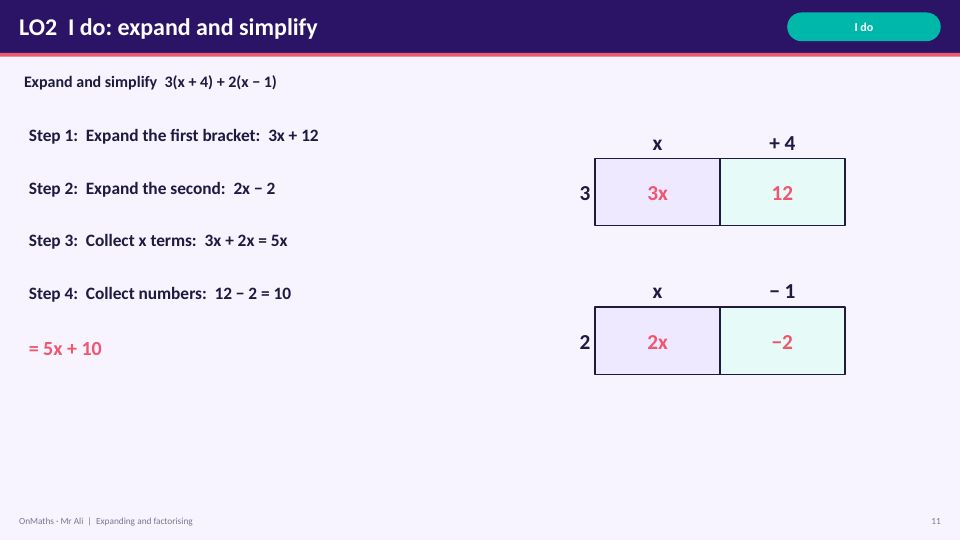 LO2  I do: expand and simplify
I do
Expand and simplify  3(x + 4) + 2(x − 1)
Step 1:  Expand the first bracket:  3x + 12
Step 2:  Expand the second:  2x − 2
Step 3:  Collect x terms:  3x + 2x = 5x
Step 4:  Collect numbers:  12 − 2 = 10
= 5x + 10
x + 4
3 3x 12
x − 1
2 2x −2
OnMaths · Mr Ali  |  Expanding and factorising
11